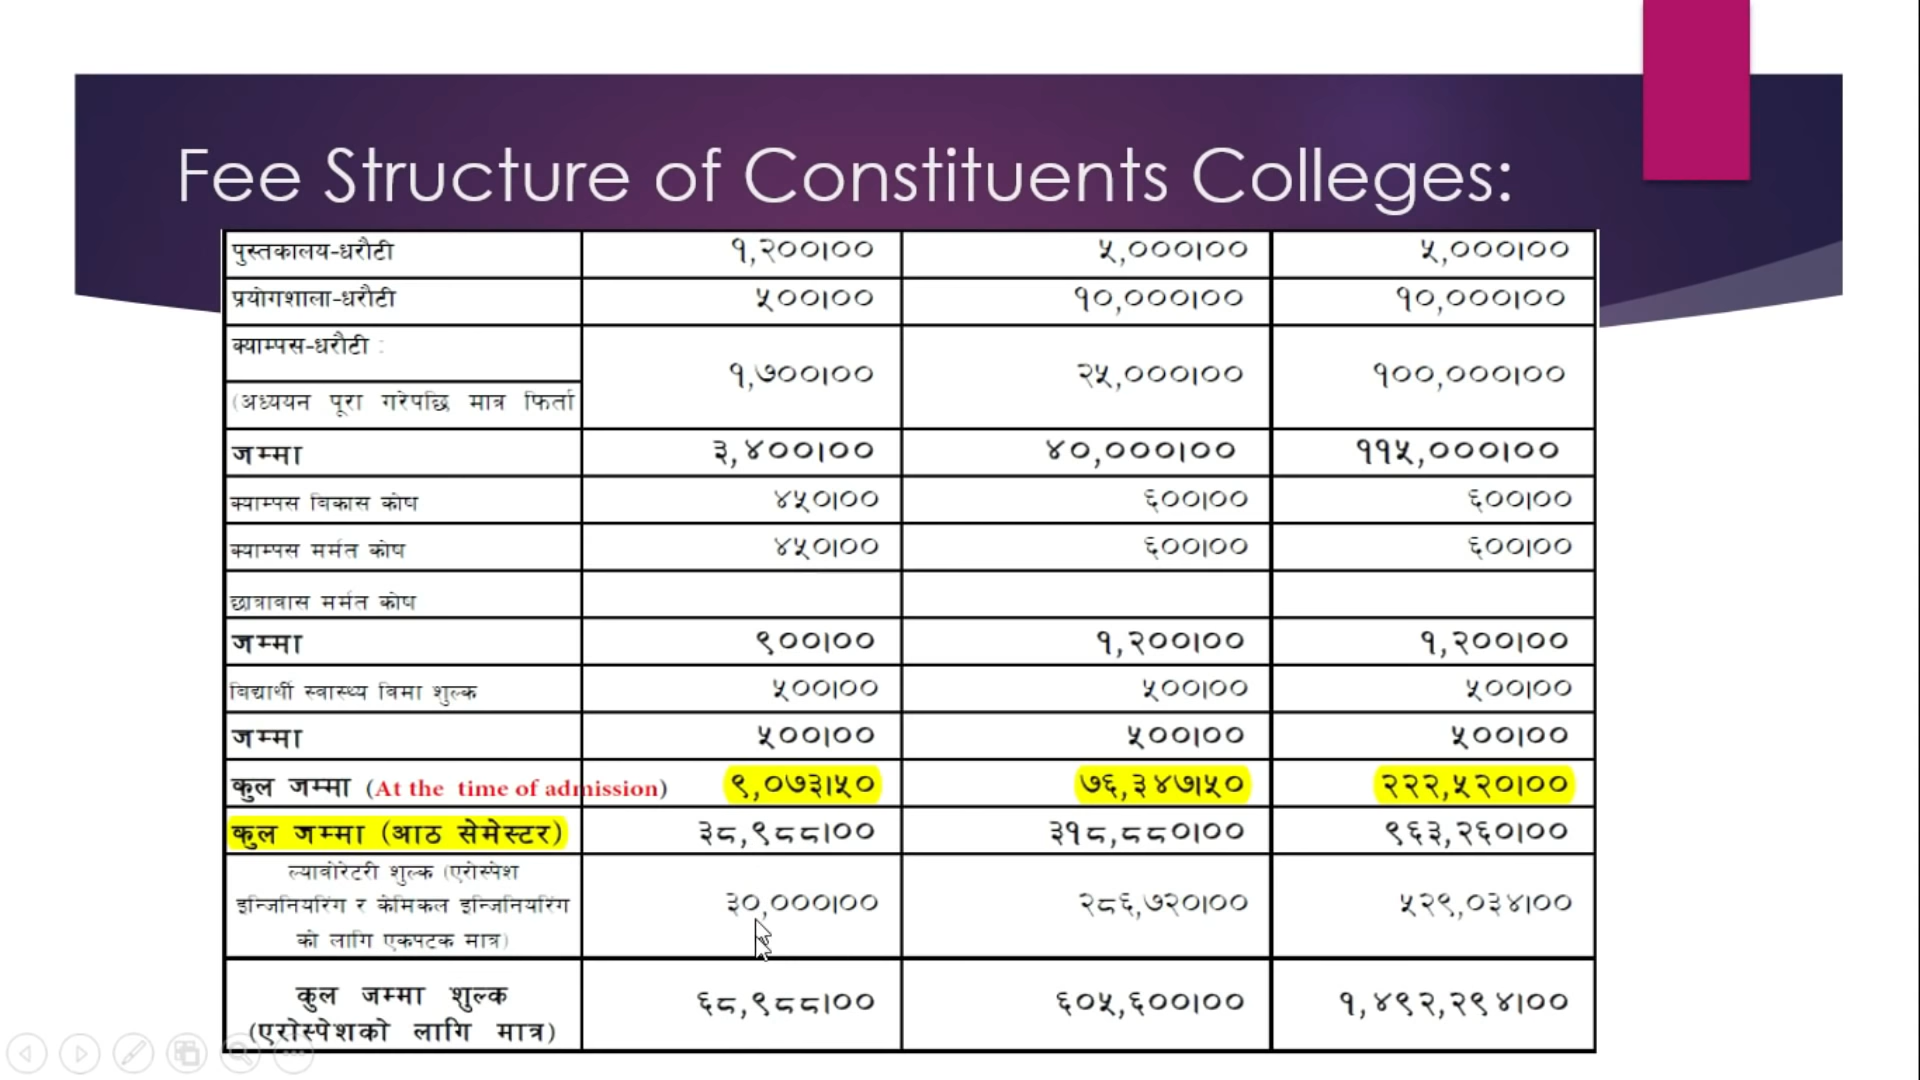 Fee Structure of Constituents Colleges:
पुस्तकालय-धरौटी १,२००।०० ५,०००।०० ५,०००।००
प्रयोगशाला-धरौटी ५००।०० १०,०००।०० १०,०००।००
क्याम्पस-धरौटी :
(अध्ययन पूरा गरेपछि मात्र फिर्ता १,७००।०० २५,०००।०० १००,०००।००
जम्मा ३,४००।०० ४०,०००।०० ११५,०००।००
क्याम्पस विकास कोष ४५०।०० ६००।०० ६००।००
क्याम्पस मर्मत कोष ४५०।०० ६००।०० ६००।००
छात्रावास मर्मत कोष
जम्मा ९००।०० १,२००।०० १,२००।००
विद्यार्थी स्वास्थ्य विमा शुल्क ५००।०० ५००।०० ५००।००
जम्मा ५००।०० ५००।०० ५००।००
कुल जम्मा (At the time of admission) ९,०७३।५० ७६,३४७।५० २२२,५२०।००
कुल जम्मा (आठ सेमेस्टर) ३८,९८८।०० ३१८,८८०।०० ९६३,२६०।००
ल्यावोरेटरी शुल्क (एरोस्पेश
इन्जिनियरिंग र केमिकल इन्जिनियरिंग
को लागि एकपटक मात्र) ३०,०००।०० २८६,७२०।०० ५२९,०३४।००
कुल जम्मा शुल्क
(एरोस्पेशको लागि मात्र) ६८,९८८।०० ६०५,६००।०० १,४९२,२९४।००